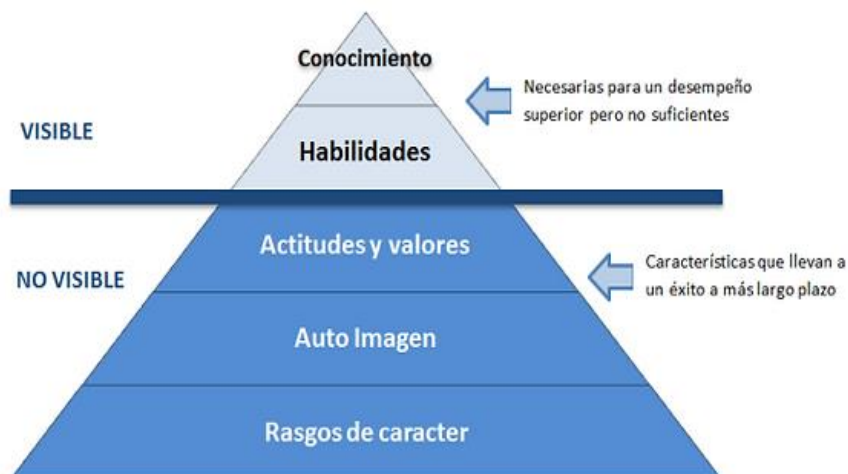 Conocimiento
Necesarias para un desempeño
superior pero no suficientes
VISIBLE
Habilidades
Actitudes y valores
Características que llevan a
un éxito a más largo plazo
NO VISIBLE
Auto Imagen
Rasgos de caracter